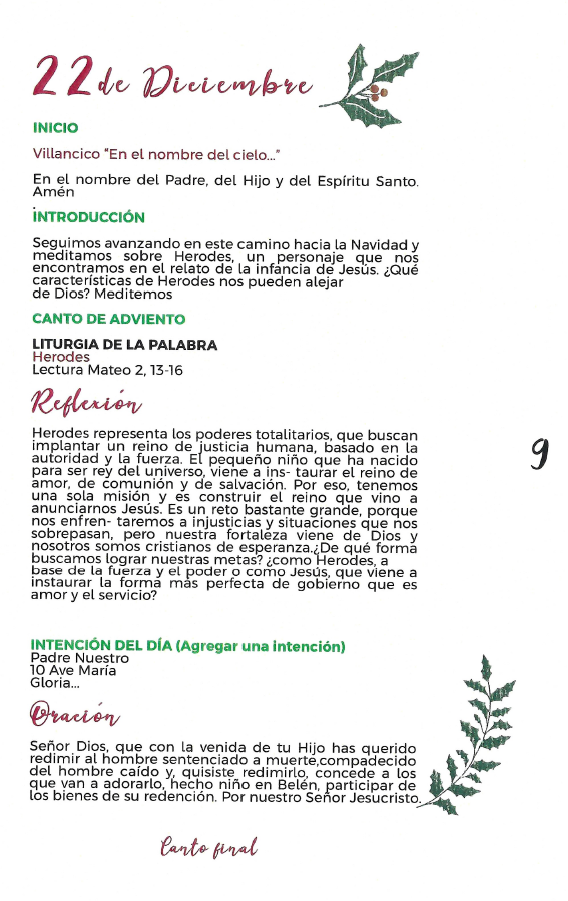 22 de Diciembre
INICIO
Villancico "En el nombre del cielo..."
En el nombre del Padre, del Hijo y del Espíritu Santo.
Amén
INTRODUCCIÓN
Seguimos avanzando en este camino hacia la Navidad y
meditamos sobre Herodes, un personaje que nos
encontramos en el relato de la infancia de Jesús. ¿Qué
características de Herodes nos pueden alejar
de Dios? Meditemos
CANTO DE ADVIENTO
LITURGIA DE LA PALABRA
Herodes
Lectura Mateo 2, 13-16
Reflexión
Herodes representa los poderes totalitarios, que buscan
implantar un reino de justicia humana, basado en la
autoridad y la fuerza. El pequeño niño que ha nacido
para ser rey del universo, viene a ins- taurar el reino de
amor, de comunión y de salvación. Por eso, tenemos
una sola misión y es construir el reino que vino a
anunciarnos Jesús. Es un reto bastante grande, porque
nos enfren- taremos a injusticias y situaciones que nos
sobrepasan, pero nuestra fortaleza viene de Dios y
nosotros somos cristianos de esperanza.¿De qué forma
buscamos lograr nuestras metas? ¿como Herodes, a
base de la fuerza y el poder o como Jesús, que viene a
instaurar la forma más perfecta de gobierno que es
amor y el servicio?
9
INTENCIÓN DEL DÍA (Agregar una intención)
Padre Nuestro
10 Ave María
Gloria...
Oración
Señor Dios, que con la venida de tu Hijo has querido
redimir al hombre sentenciado a muerte,compadecido
del hombre caído y, quisiste redimirlo, concede a los
que van a adorarlo, hecho niño en Belén, participar de
los bienes de su redención. Por nuestro Señor Jesucristo.
Canto final